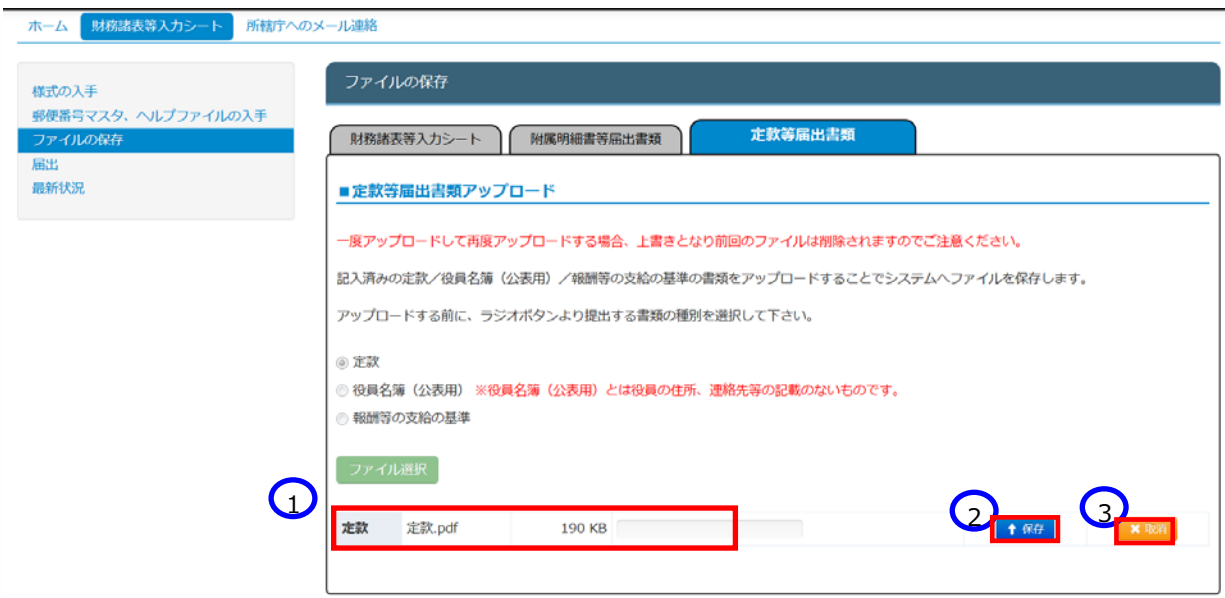 ホーム 財務諸表等入力シート 所轄庁へのメール連絡
様式の入手
郵便番号マスタ、ヘルプファイルの入手
ファイルの保存
届出
最新状況
ファイルの保存
財務諸表等入力シート 附属明細書等届出書類 定款等届出書類
■定款等届出書類アップロード
一度アップロードして再度アップロードする場合、上書きとなり前回のファイルは削除されますのでご注意ください。
記入済みの定款／役員名簿（公表用）／報酬等の支給の基準の書類をアップロードすることでシステムへファイルを保存します。
アップロードする前に、ラジオボタンより提出する書類の種別を選択して下さい。
定款
役員名簿（公表用） ※役員名簿（公表用）とは役員の住所、連絡先等の記載のないものです。
報酬等の支給の基準
ファイル選択
1 2 3
定款 定款.pdf 190 KB 保存 取消